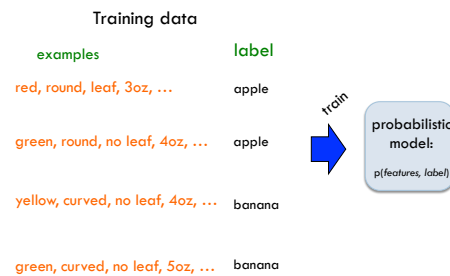 Training data
examples
label
red, round, leaf, 3oz, …
apple
green, round, no leaf, 4oz, …
apple
yellow, curved, no leaf, 4oz, …
banana
green, curved, no leaf, 5oz, …
banana
train
probabilistic
model:
p(features, label)